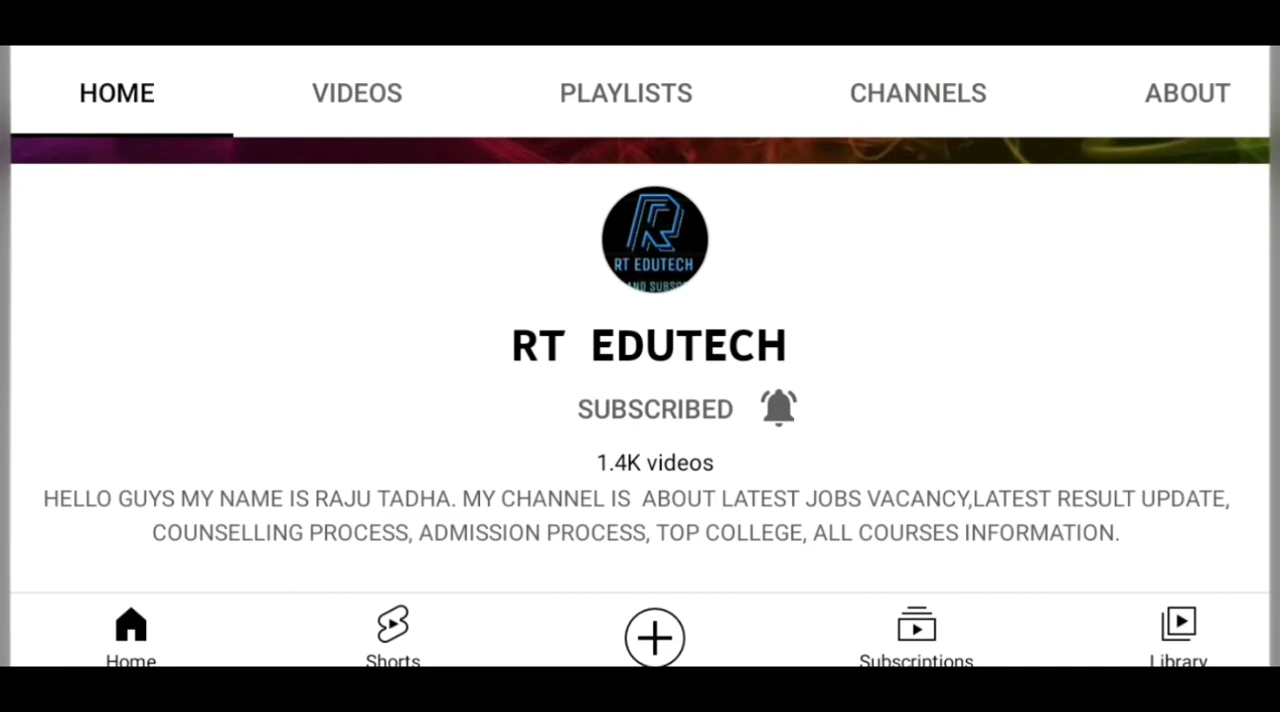 HOME VIDEOS PLAYLISTS CHANNELS ABOUT
RT EDUTECH
AND
RT EDUTECH
SUBSCRIBED
1.4K videos
HELLO GUYS MY NAME IS RAJU TADHA. MY CHANNEL IS ABOUT LATEST JOBS VACANCY,LATEST RESULT UPDATE,
COUNSELLING PROCESS, ADMISSION PROCESS, TOP COLLEGE, ALL COURSES INFORMATION.
Home Shorts Subscriptions Library